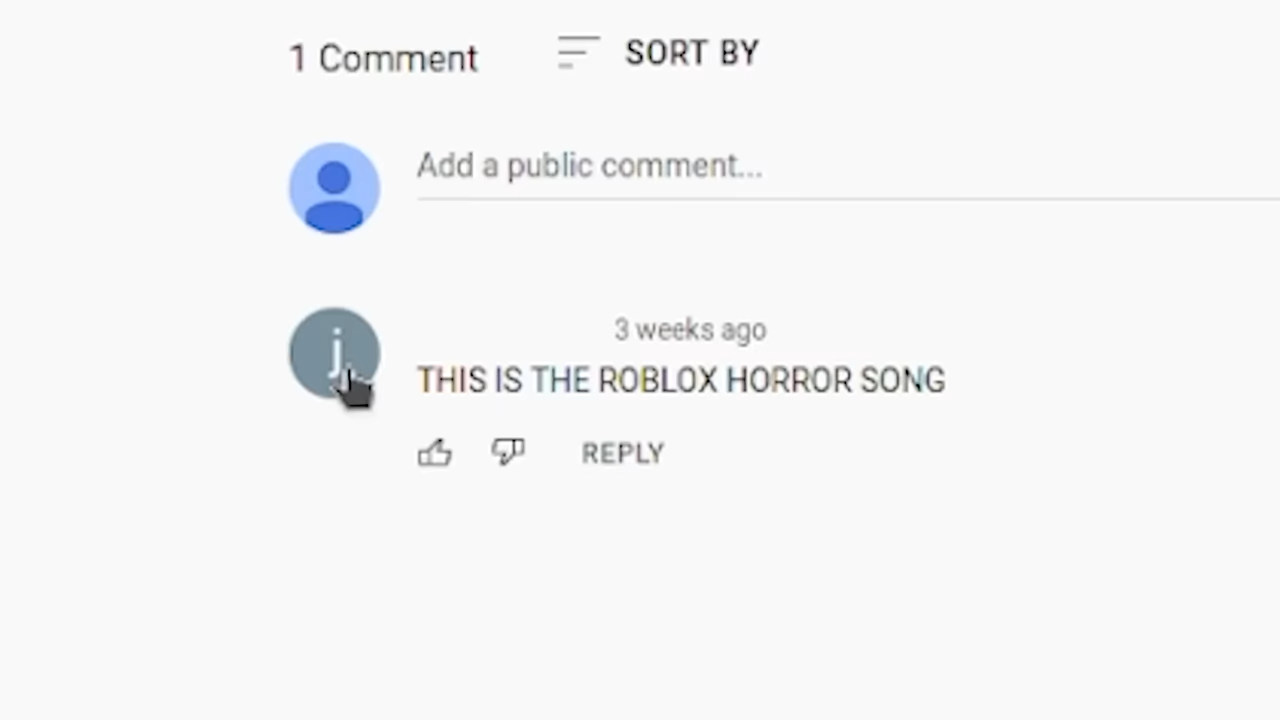 1 Comment
SORT BY
Add a public comment...
j
3 weeks ago
THIS IS THE ROBLOX HORROR SONG
REPLY